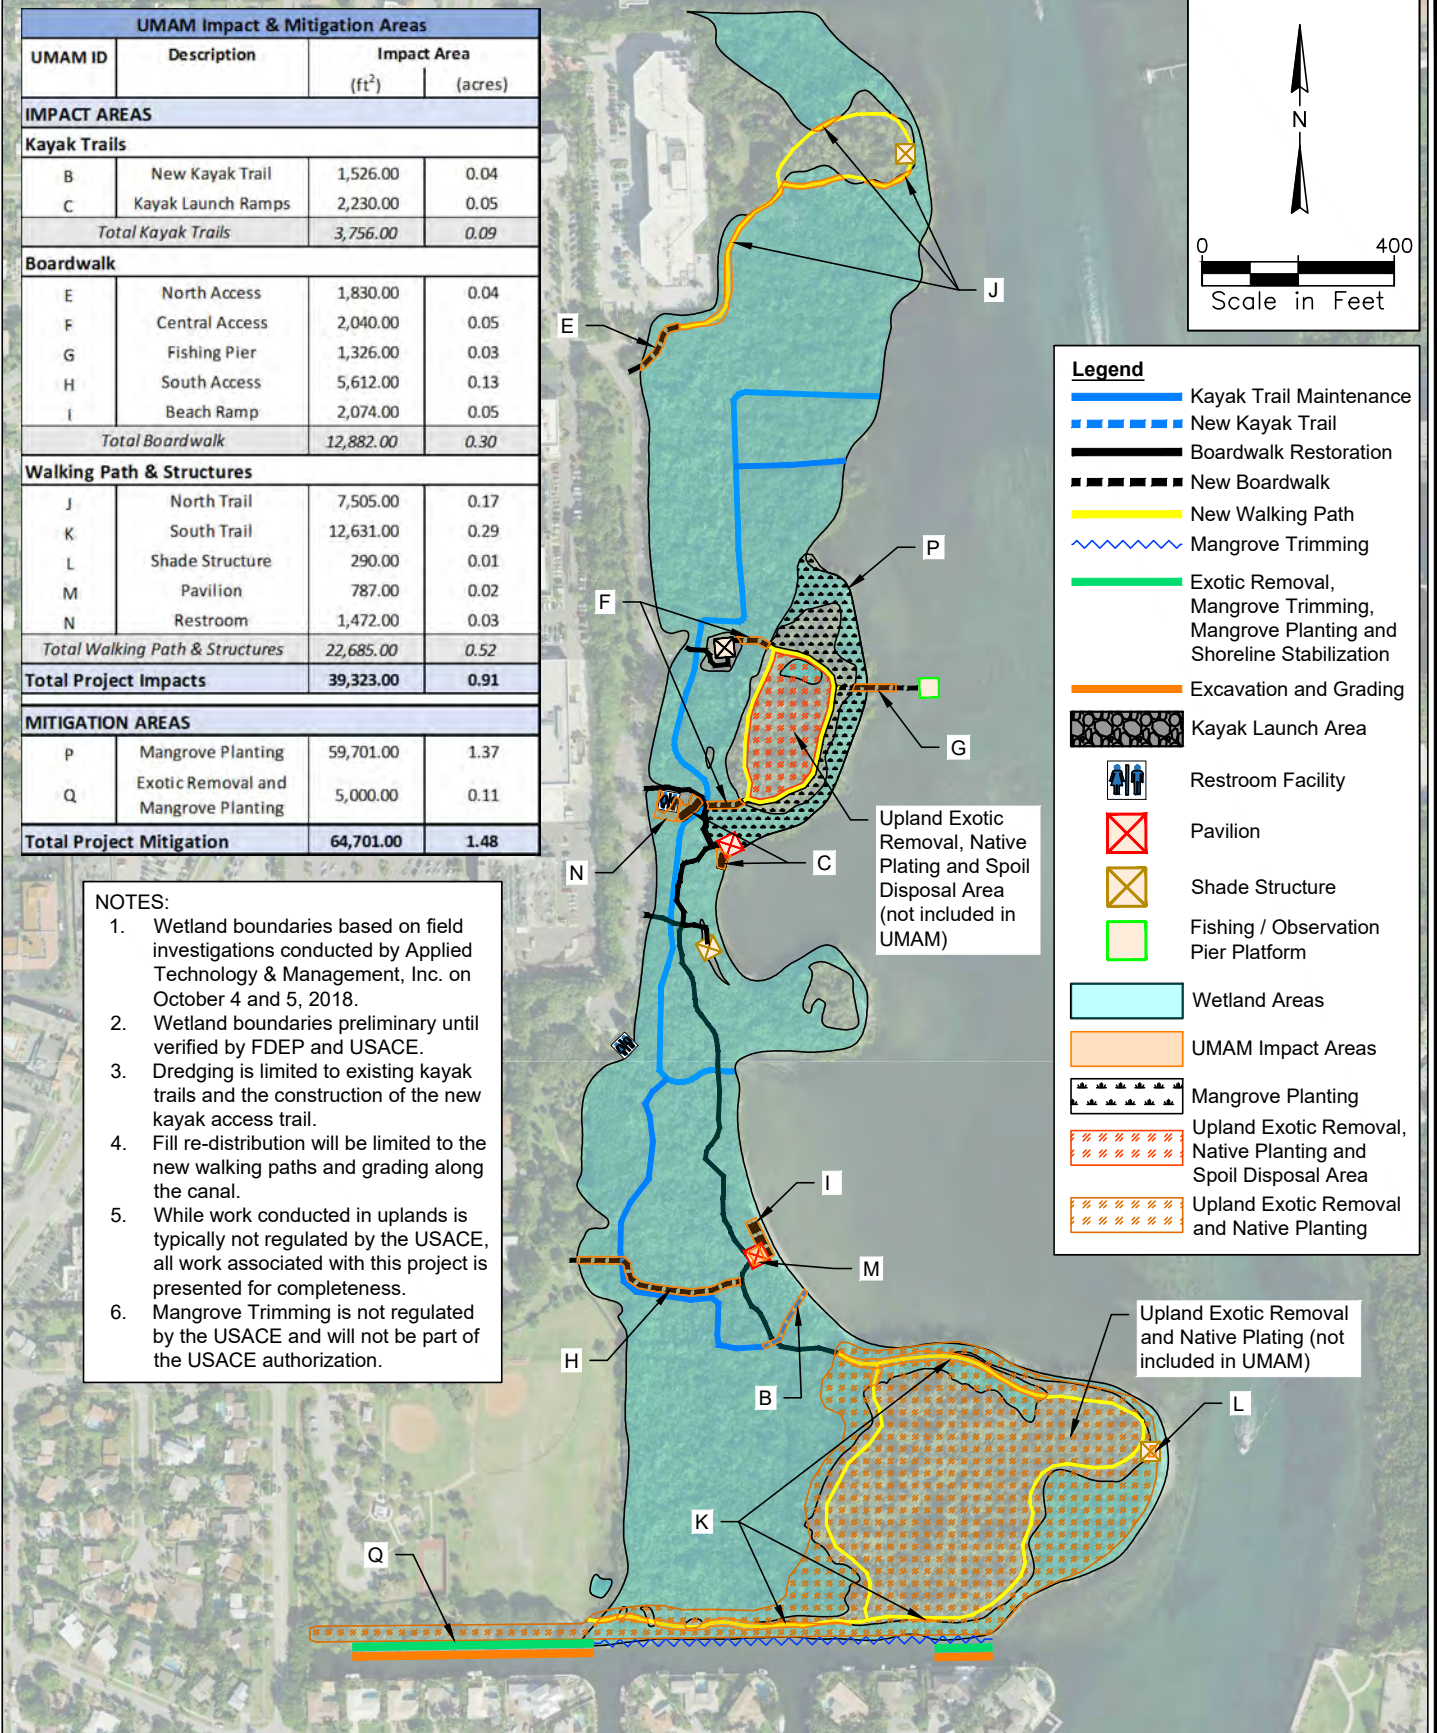 UMAM Impact & Mitigation Areas
UMAM ID Description Impact Area
(ft²) (acres)
IMPACT AREAS
Kayak Trails
B New Kayak Trail 1,526.00 0.04
C Kayak Launch Ramps 2,230.00 0.05
Total Kayak Trails 3,756.00 0.09
Boardwalk
E North Access 1,830.00 0.04
F Central Access 2,040.00 0.05
G Fishing Pier 1,326.00 0.03
H South Access 5,612.00 0.13
I Beach Ramp 2,074.00 0.05
Total Boardwalk 12,882.00 0.30
Walking Path & Structures
J North Trail 7,505.00 0.17
K South Trail 12,631.00 0.29
L Shade Structure 290.00 0.01
M Pavilion 787.00 0.02
N Restroom 1,472.00 0.03
Total Walking Path & Structures 22,685.00 0.52
Total Project Impacts 39,323.00 0.91
MITIGATION AREAS
P Mangrove Planting 59,701.00 1.37
Q Exotic Removal and Mangrove Planting 5,000.00 0.11
Total Project Mitigation 64,701.00 1.48
NOTES:
1. Wetland boundaries based on field
investigations conducted by Applied
Technology & Management, Inc. on
October 4 and 5, 2018.
2. Wetland boundaries preliminary until
verified by FDEP and USACE.
3. Dredging is limited to existing kayak
trails and the construction of the new
kayak access trail.
4. Fill re-distribution will be limited to the
new walking paths and grading along
the canal.
5. While work conducted in uplands is
typically not regulated by the USACE,
all work associated with this project is
presented for completeness.
6. Mangrove Trimming is not regulated
by the USACE and will not be part of
the USACE authorization.
N
0 400
Scale in Feet
Legend
Kayak Trail Maintenance
New Kayak Trail
Boardwalk Restoration
New Boardwalk
New Walking Path
Mangrove Trimming
Exotic Removal,
Mangrove Trimming,
Mangrove Planting and
Shoreline Stabilization
Excavation and Grading
Kayak Launch Area
Restroom Facility
Pavilion
Shade Structure
Fishing / Observation
Pier Platform
Wetland Areas
UMAM Impact Areas
Mangrove Planting
Upland Exotic Removal,
Native Planting and
Spoil Disposal Area
Upland Exotic Removal
and Native Planting
J
E
P
F
G
Upland Exotic
Removal, Native
Plating and Spoil
Disposal Area
(not included in
UMAM)
C
N
I
M
H
B
Upland Exotic Removal
and Native Plating (not
included in UMAM)
L
K
Q